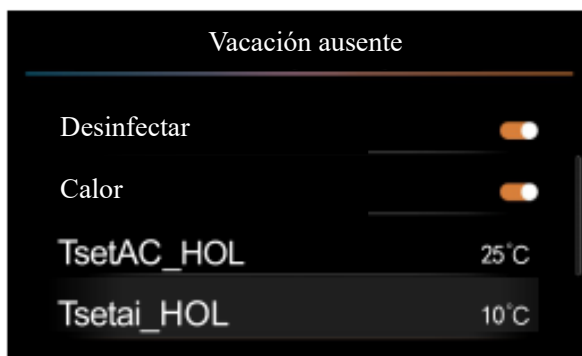 Vacación ausente
Desinfectar
Calor
TsetAC_HOL 25°C
Tsetai_HOL 10°C